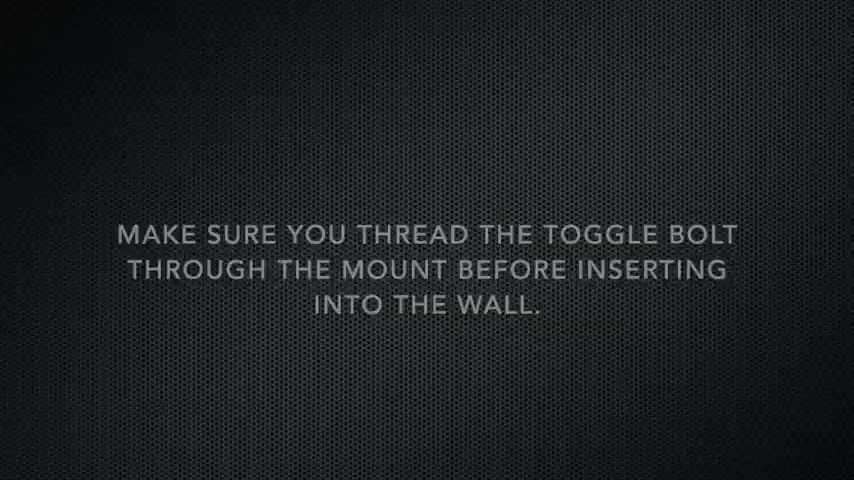 MAKE SURE YOU THREAD THE TOGGLE BOLT
THROUGH THE MOUNT BEFORE INSERTING
INTO THE WALL.